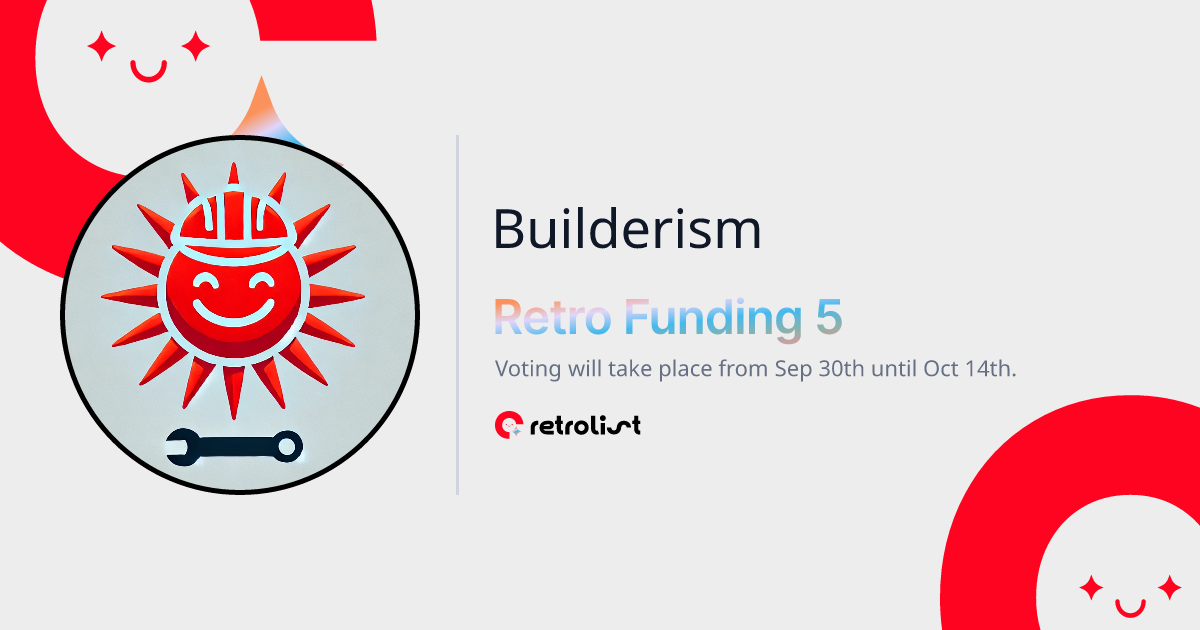 Builderism
Retro Funding 5
Voting will take place from Sep 30th until Oct 14th.
retrolist